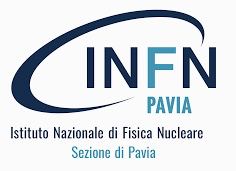 INFN
PAVIA
Istituto Nazionale di Fisica Nucleare
Sezione di Pavia